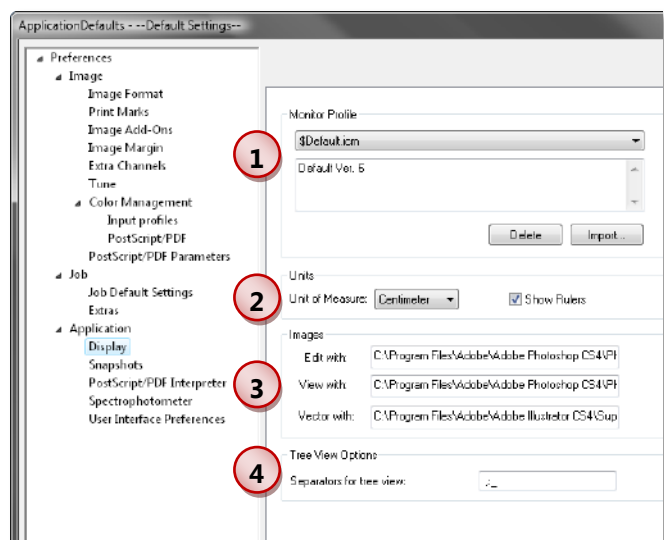 ApplicationDefaults - --Default Settings--
Preferences
Image
Image Format
Print Marks
Image Add-Ons
Image Margin
Extra Channels
Tune
Color Management
Input profiles
PostScript/PDF
PostScript/PDF Parameters
Job
Job Default Settings
Extras
Application
Display
Snapshots
PostScript/PDF Interpreter
Spectrophotometer
User Interface Preferences
1
Monitor Profile
$Default.icm
Default Ver. 6
Delete Import...
2
Units
Unit of Measure: Centimeter Show Rulers
3
Images
Edit with: C:\Program Files\Adobe\Adobe Photoshop CS4\Ph
View with: C:\Program Files\Adobe\Adobe Photoshop CS4\Ph
Vector with: C:\Program Files\Adobe\Adobe Illustrator CS4\Sup
4
Tree View Options
Separators for tree view: